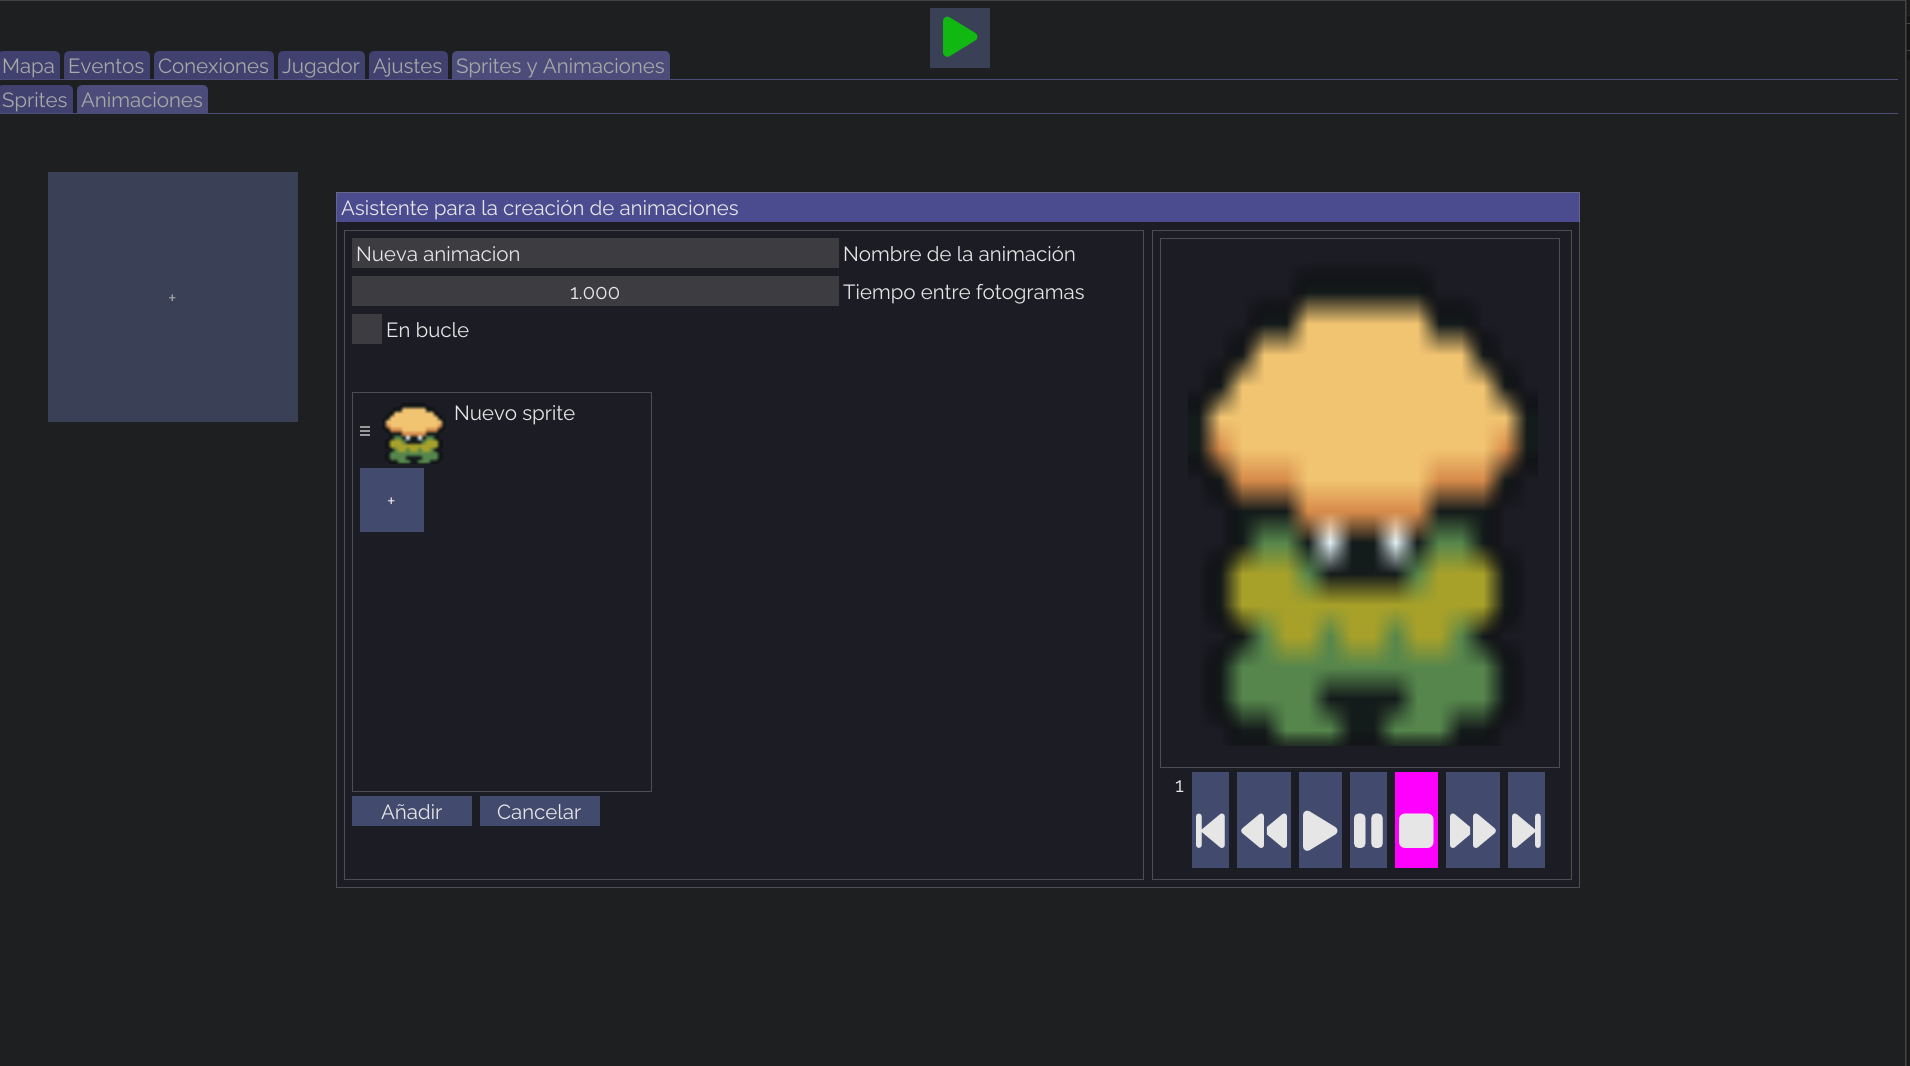 Mapa Eventos Conexiones Jugador Ajustes Sprites y Animaciones
Sprites Animaciones
+
Asistente para la creación de animaciones
Nueva animacion Nombre de la animación
1.000 Tiempo entre fotogramas
En bucle
Nuevo sprite
+
Añadir Cancelar
1